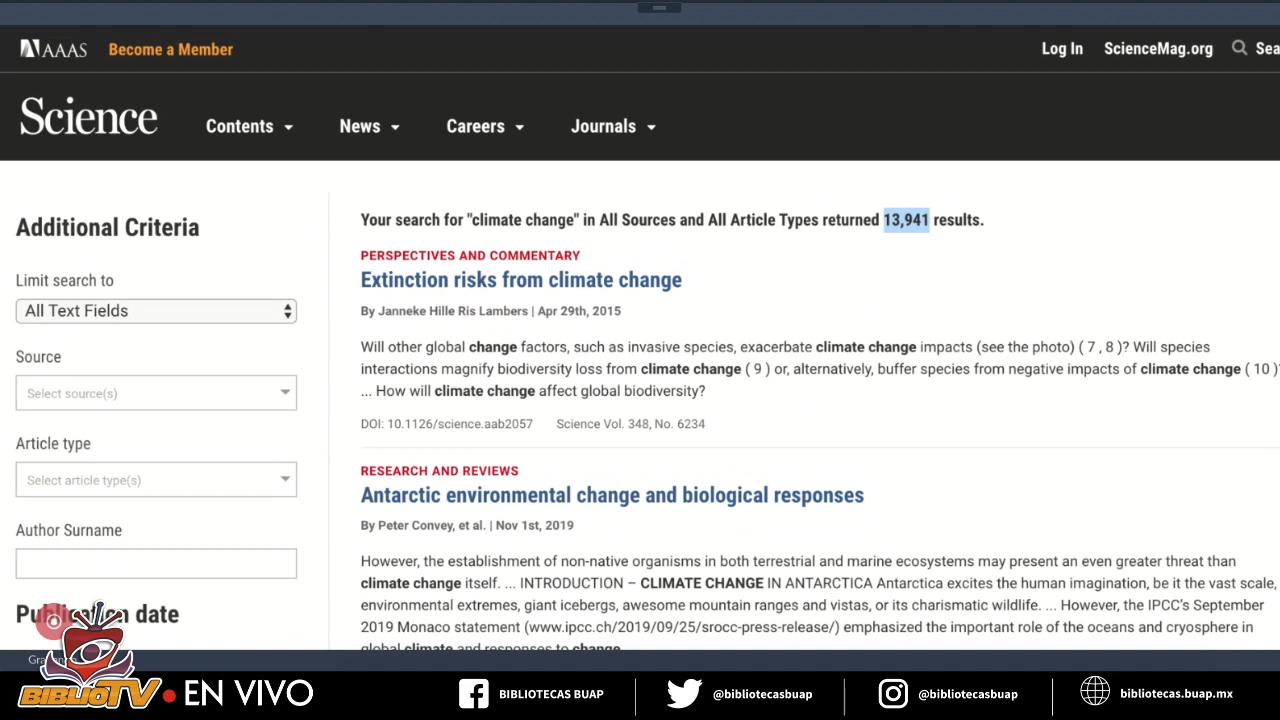 AAAS Become a Member Log In ScienceMag.org Sea
Science Contents News Careers Journals
Additional Criteria
Limit search to
All Text Fields
Source
Select source(s)
Article type
Select article type(s)
Author Surname
Publication date
Your search for "climate change" in All Sources and All Article Types returned 13,941 results.
PERSPECTIVES AND COMMENTARY
Extinction risks from climate change
By Janneke Hille Ris Lambers | Apr 29th, 2015
Will other global change factors, such as invasive species, exacerbate climate change impacts (see the photo) ( 7 , 8 )? Will species
interactions magnify biodiversity loss from climate change ( 9 ) or, alternatively, buffer species from negative impacts of climate change ( 10 )?
... How will climate change affect global biodiversity?
DOI: 10.1126/science.aab2057 Science Vol. 348, No. 6234
RESEARCH AND REVIEWS
Antarctic environmental change and biological responses
By Peter Convey, et al. | Nov 1st, 2019
However, the establishment of non-native organisms in both terrestrial and marine ecosystems may present an even greater threat than
climate change itself. ... INTRODUCTION – CLIMATE CHANGE IN ANTARCTICA Antarctica excites the human imagination, be it the vast scale,
environmental extremes, giant icebergs, awesome mountain ranges and vistas, or its charismatic wildlife. ... However, the IPCC's September
2019 Monaco statement (www.ipcc.ch/2019/09/25/srocc-press-release/) emphasized the important role of the oceans and cryosphere in
global climate and responses to change.
BIBLIOTV EN VIVO BIBLIOTECAS BUAP @bibliotecasbuap @bibliotecasbuap bibliotecas.buap.mx